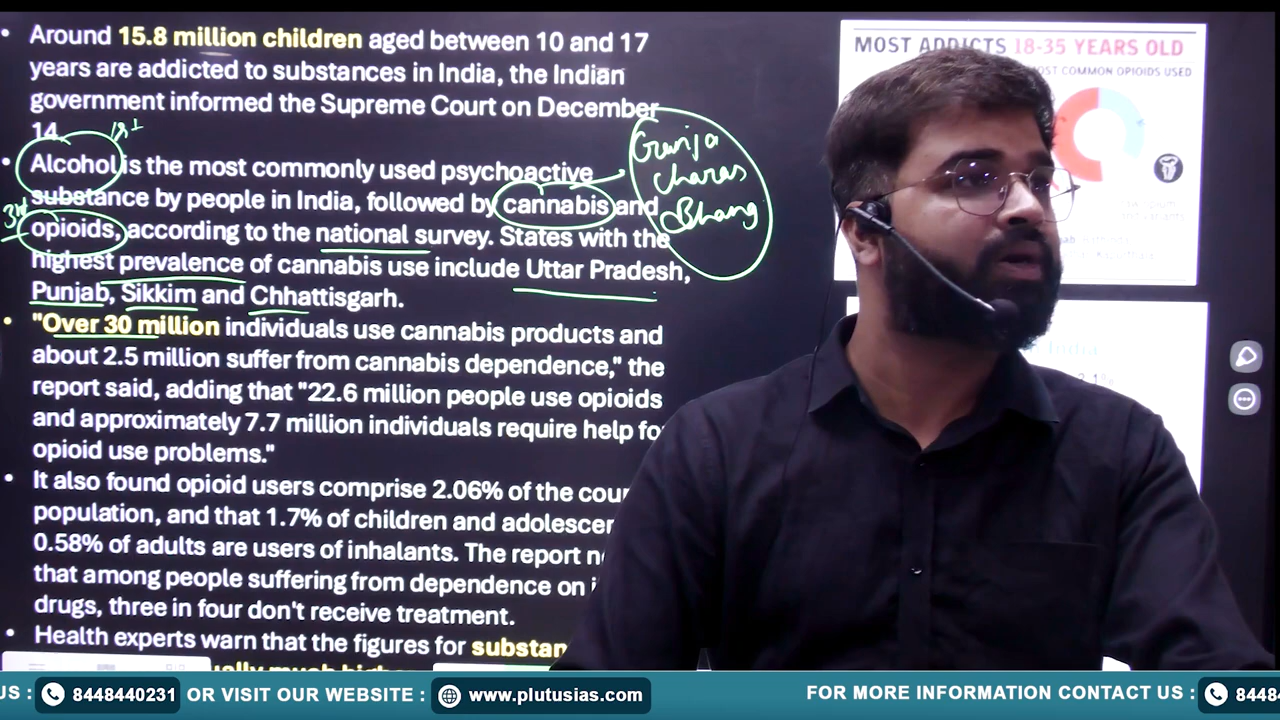 • Around 15.8 million children aged between 10 and 17
years are addicted to substances in India, the Indian
government informed the Supreme Court on December
14.
1st
• Alcohol is the most commonly used psychoactive
substance by people in India, followed by cannabis and
3rd
opioids, according to the national survey. States with the
highest prevalence of cannabis use include Uttar Pradesh,
Punjab, Sikkim and Chhattisgarh.
Ganja
charas
Bhang
• "Over 30 million individuals use cannabis products and
about 2.5 million suffer from cannabis dependence," the
report said, adding that "22.6 million people use opioids
and approximately 7.7 million individuals require help for
opioid use problems."
• It also found opioid users comprise 2.06% of the
population, and that 1.7% of children and
0.58% of adults are users of inhalants. The report
that among people suffering from dependence on
drugs, three in four don't receive treatment.
• Health experts warn that the figures for
MOST ADDICTS 18-35 YEARS OLD
MOST COMMON OPIOIDS USED
India
US : 8448440231 OR VISIT OUR WEBSITE : www.plutusias.com FOR MORE INFORMATION CONTACT US : 8448